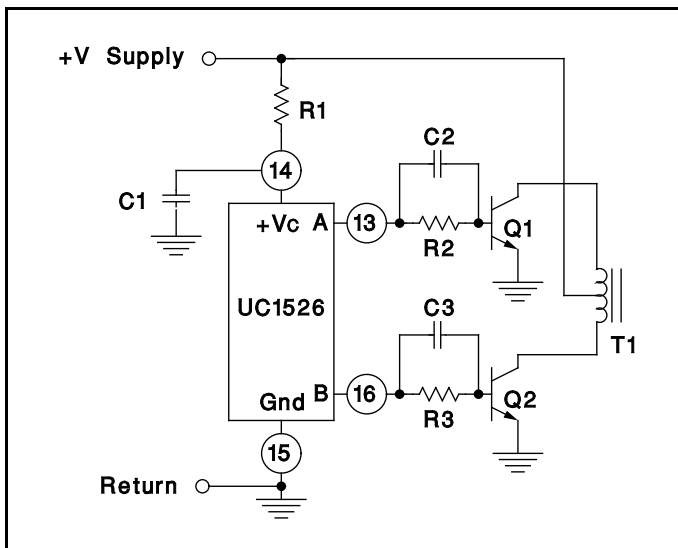 +V Supply
R1
14
C1
C2
+Vc A
13
R2
Q1
UC1526
C3
T1
B
16
Gnd
R3
Q2
15
Return